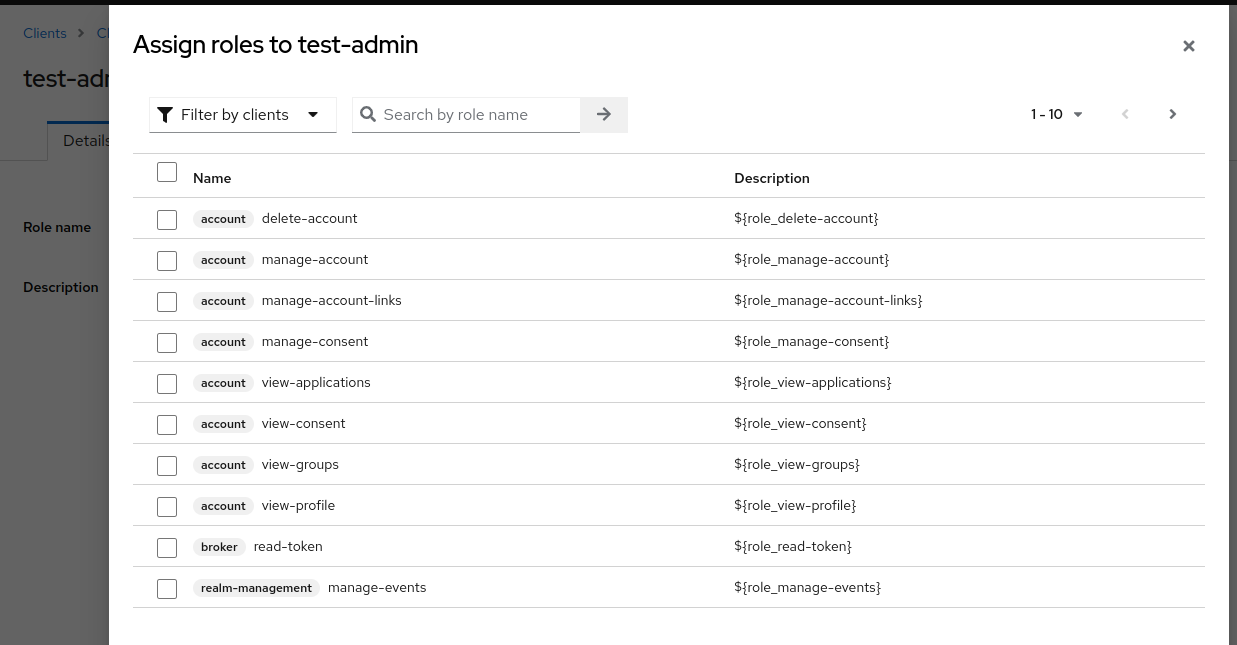 Clients
Assign roles to test-admin
Filter by clients
Search by role name
1 - 10
Details
Role name
Description
Name Description
account delete-account ${role_delete-account}
account manage-account ${role_manage-account}
account manage-account-links ${role_manage-account-links}
account manage-consent ${role_manage-consent}
account view-applications ${role_view-applications}
account view-consent ${role_view-consent}
account view-groups ${role_view-groups}
account view-profile ${role_view-profile}
broker read-token ${role_read-token}
realm-management manage-events ${role_manage-events}